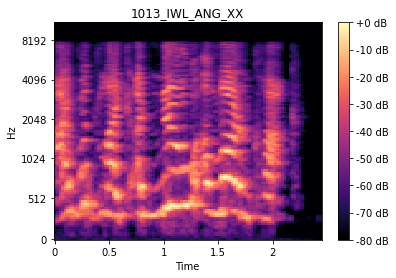 1013_IWL_ANG_XX
+0 dB
8192
-10 dB
4096
-20 dB
-30 dB
2048
Hz
-40 dB
1024
-50 dB
512
-60 dB
-70 dB
0
-80 dB
0
0.5
1
1.5
2
Time